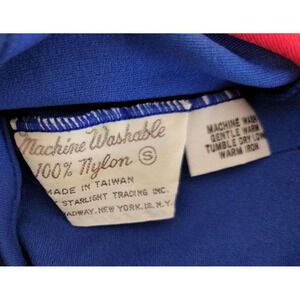 Machine Washable
100% Nylon S
MADE IN TAIWAN
STARLIGHT TRADING INC.
ADWAY, NEW YORK, N.Y.
MACHINE WASH
GENTLE WARM
TUMBLE DRY LOW
WARM IRON